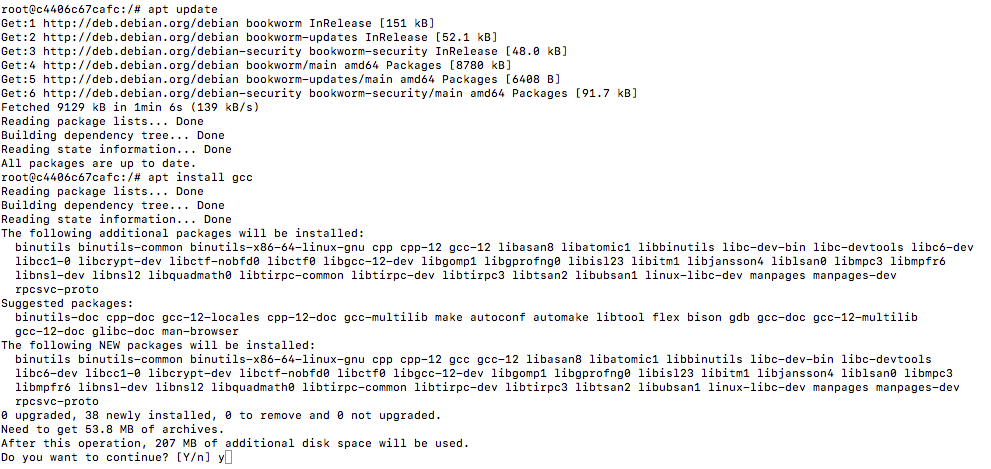 root@c4406c67cafc:/# apt update
Get:1 http://deb.debian.org/debian bookworm InRelease [151 kB]
Get:2 http://deb.debian.org/debian bookworm-updates InRelease [52.1 kB]
Get:3 http://deb.debian.org/debian-security bookworm-security InRelease [48.0 kB]
Get:4 http://deb.debian.org/debian bookworm/main amd64 Packages [8780 kB]
Get:5 http://deb.debian.org/debian bookworm-updates/main amd64 Packages [6408 B]
Get:6 http://deb.debian.org/debian-security bookworm-security/main amd64 Packages [91.7 kB]
Fetched 9129 kB in 1min 6s (139 kB/s)
Reading package lists... Done
Building dependency tree... Done
Reading state information... Done
All packages are up to date.
root@c4406c67cafc:/# apt install gcc
Reading package lists... Done
Building dependency tree... Done
Reading state information... Done
The following additional packages will be installed:
  binutils binutils-common binutils-x86-64-linux-gnu cpp cpp-12 gcc-12 libasan8 libatomic1 libbinutils libc-dev-bin libc-devtools libc6-dev
  libcc1-0 libcrypt-dev libctf-nobfd0 libctf0 libgcc-12-dev libgomp1 libgprofng0 libisl23 libitm1 libjansson4 liblsan0 libmpc3 libmpfr6
  libnsl-dev libnsl2 libquadmath0 libtirpc-common libtirpc-dev libtirpc3 libtsan2 libubsan1 linux-libc-dev manpages manpages-dev
  rpcsvc-proto
Suggested packages:
  binutils-doc cpp-doc gcc-12-locales cpp-12-doc gcc-multilib make autoconf automake libtool flex bison gdb gcc-doc gcc-12-multilib
  gcc-12-doc glibc-doc man-browser
The following NEW packages will be installed:
  binutils binutils-common binutils-x86-64-linux-gnu cpp cpp-12 gcc gcc-12 libasan8 libatomic1 libbinutils libc-dev-bin libc-devtools
  libc6-dev libcc1-0 libcrypt-dev libctf-nobfd0 libctf0 libgcc-12-dev libgomp1 libgprofng0 libisl23 libitm1 libjansson4 liblsan0 libmpc3
  libmpfr6 libnsl-dev libnsl2 libquadmath0 libtirpc-common libtirpc-dev libtirpc3 libtsan2 libubsan1 linux-libc-dev manpages manpages-dev
  rpcsvc-proto
0 upgraded, 38 newly installed, 0 to remove and 0 not upgraded.
Need to get 53.8 MB of archives.
After this operation, 207 MB of additional disk space will be used.
Do you want to continue? [Y/n] y